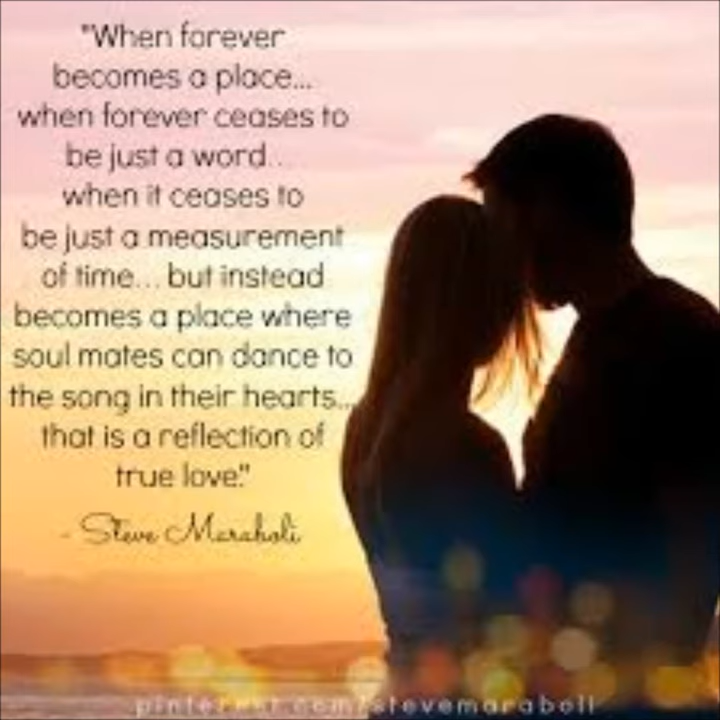 "When forever
becomes a place...
when forever ceases to
be just a word...
when it ceases to
be just a measurement
of time... but instead
becomes a place where
soul mates can dance to
the song in their hearts...
that is a reflection of
true love."
- Steve Maraboli
pinterest.com/stevemaraboli